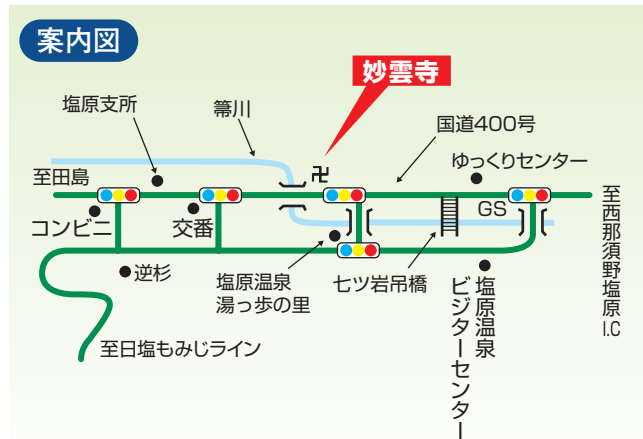 案内図
妙雲寺
塩原支所
箒川
国道400号
ゆっくりセンター
至田島
卍
GS
コンビニ
交番
逆杉
塩原温泉
湯っ歩の里
七ツ岩吊橋
塩原温泉
ビジターセンター
至西那須野塩原I.C
至日塩もみじライン